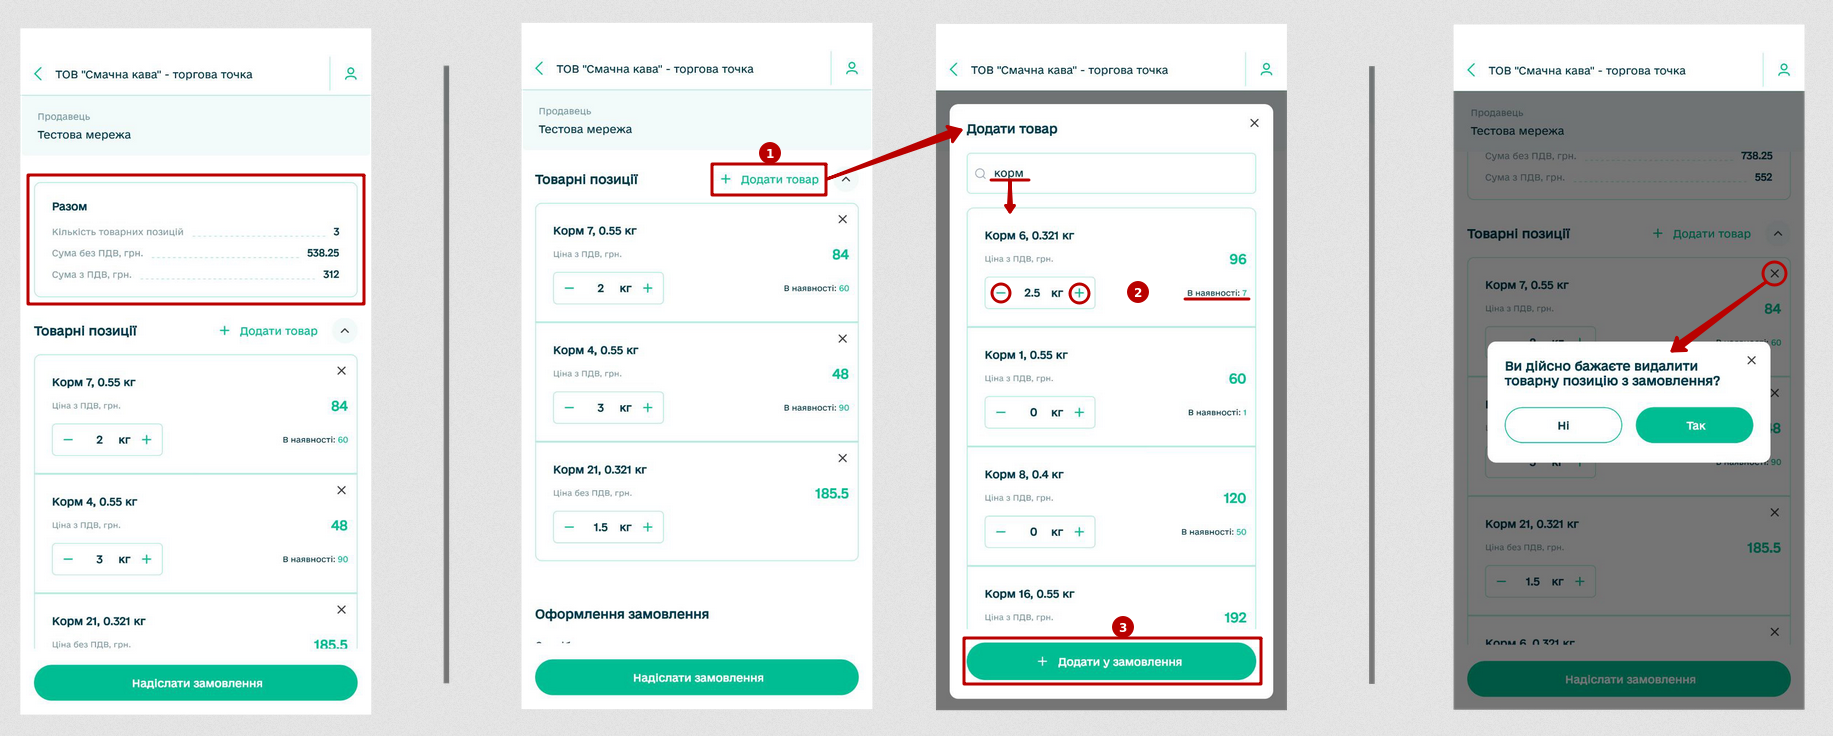 ТОВ "Смачна кава" - торгова точка
Продавець
Тестова мережа
Разом
Кількість товарних позицій 3
Сума без ПДВ, грн. 538.25
Сума з ПДВ, грн. 312
Товарні позиції + Додати товар
Корм 7, 0.55 кг
Ціна з ПДВ, грн. 84
− 2 кг + В наявності: 60
Корм 4, 0.55 кг
Ціна з ПДВ, грн. 48
− 3 кг + В наявності: 90
Корм 21, 0.321 кг
Ціна без ПДВ, грн. 185.5
Надіслати замовлення
ТОВ "Смачна кава" - торгова точка
Продавець
Тестова мережа
1
Товарні позиції + Додати товар
Корм 7, 0.55 кг
Ціна з ПДВ, грн. 84
− 2 кг + В наявності: 60
Корм 4, 0.55 кг
Ціна з ПДВ, грн. 48
− 3 кг + В наявності: 90
Корм 21, 0.321 кг
Ціна без ПДВ, грн. 185.5
− 1.5 кг +
Оформлення замовлення
Надіслати замовлення
ТОВ "Смачна кава" - торгова точка
Додати товар
корм
Корм 6, 0.321 кг
Ціна з ПДВ, грн. 96
− 2.5 кг + 2 В наявності: 7
Корм 1, 0.55 кг
Ціна з ПДВ, грн. 60
− 0 кг + В наявності: 1
Корм 8, 0.4 кг
Ціна з ПДВ, грн. 120
− 0 кг + В наявності: 50
Корм 16, 0.55 кг
Ціна з ПДВ, грн. 192
3
+ Додати у замовлення
ТОВ "Смачна кава" - торгова точка
Продавець
Тестова мережа
Сума без ПДВ, грн. 738.25
Сума з ПДВ, грн. 552
Товарні позиції + Додати товар
Корм 7, 0.55 кг
Ціна з ПДВ, грн. 84
60
Ви дійсно бажаєте видалити
товарну позицію з замовлення?
Ні Так
90
Корм 21, 0.321 кг
Ціна без ПДВ, грн. 185.5
− 1.5 кг +
Корм 6, 0.321 кг
Надіслати замовлення